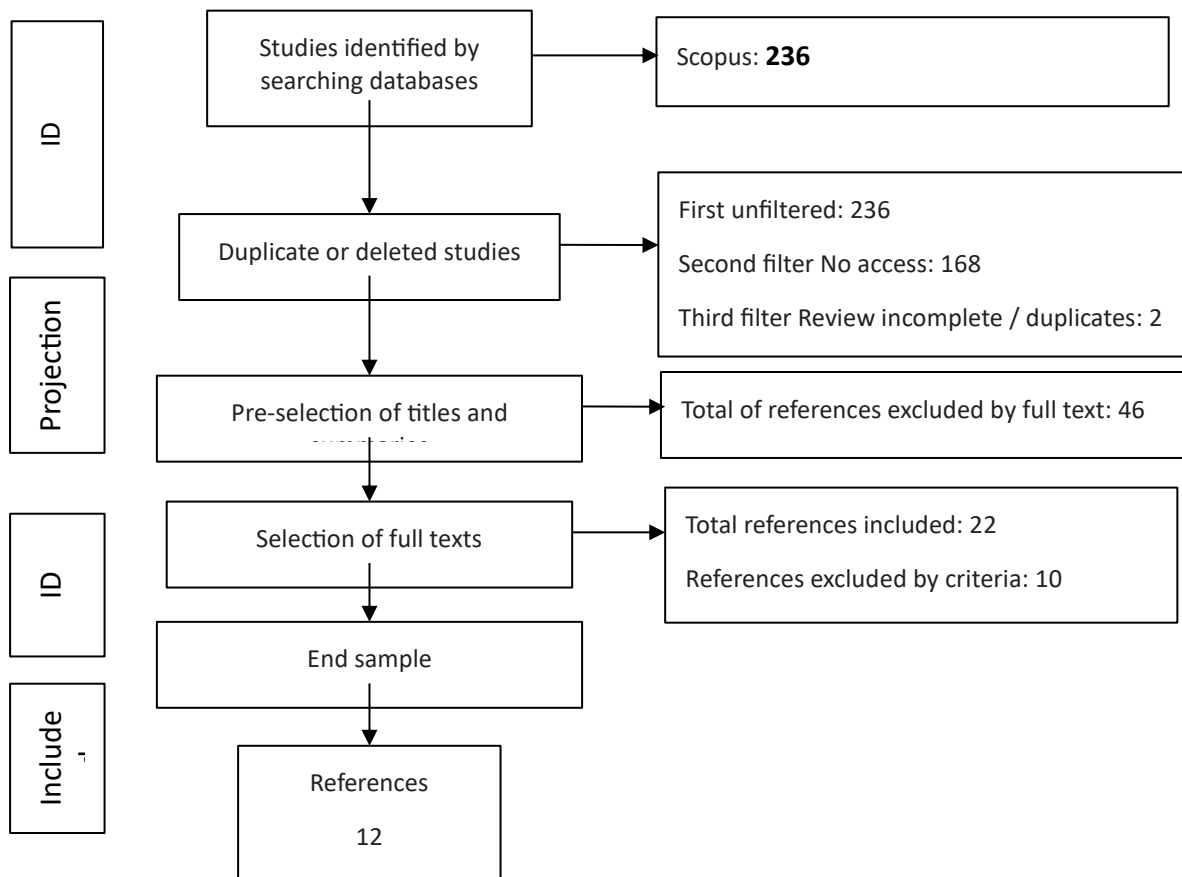 ID
Studies identified by
searching databases
Scopus: 236
Duplicate or deleted studies
First unfiltered: 236
Second filter No access: 168
Third filter Review incomplete / duplicates: 2
Projection
Pre-selection of titles and
Total of references excluded by full text: 46
ID
Selection of full texts
Total references included: 22
References excluded by criteria: 10
End sample
Include
References
12